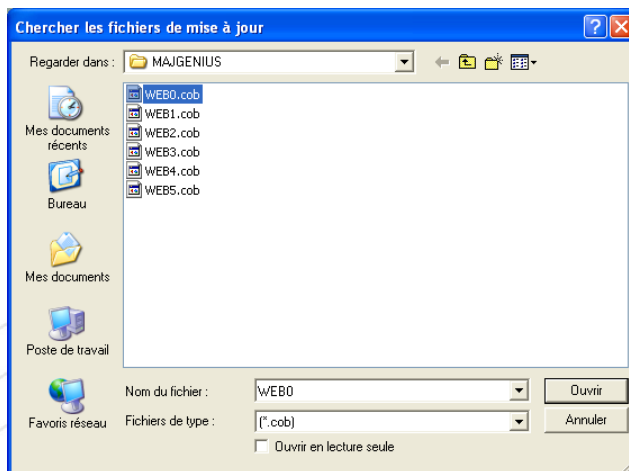 Chercher les fichiers de mise à jour
Regarder dans :
MAJGENIUS
Mes documents
récents
Bureau
Mes documents
Poste de travail
Favoris réseau
WEB0.cob
WEB1.cob
WEB2.cob
WEB3.cob
WEB4.cob
WEB5.cob
Nom du fichier :
WEB0
Ouvrir
Fichiers de type :
(*.cob)
Annuler
Ouvrir en lecture seule